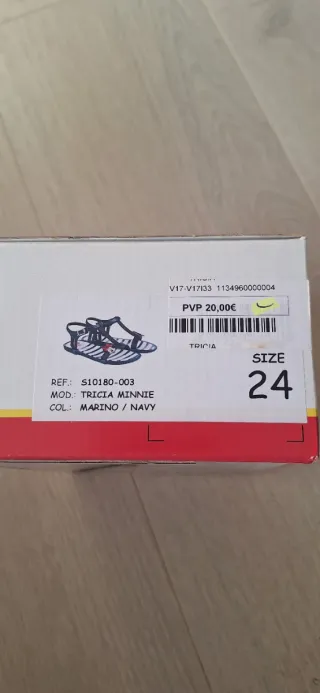 V17-V17I33 1134960000004
PVP 20,00€
TRICIA
SIZE
24
REF.: S10180-003
MOD.: TRICIA MINNIE
COL.: MARINO / NAVY